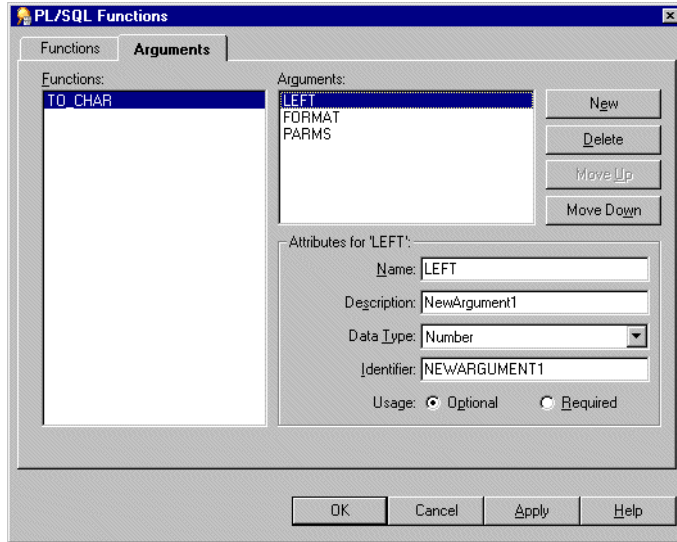 PL/SQL Functions
Functions
Arguments
Functions:
TO_CHAR
Arguments:
LEFT
FORMAT
PARMS
New
Delete
Move Up
Move Down
Attributes for 'LEFT':
Name: LEFT
Description: NewArgument1
Data Type: Number
Identifier: NEWARGUMENT1
Usage: Optional Required
OK Cancel Apply Help